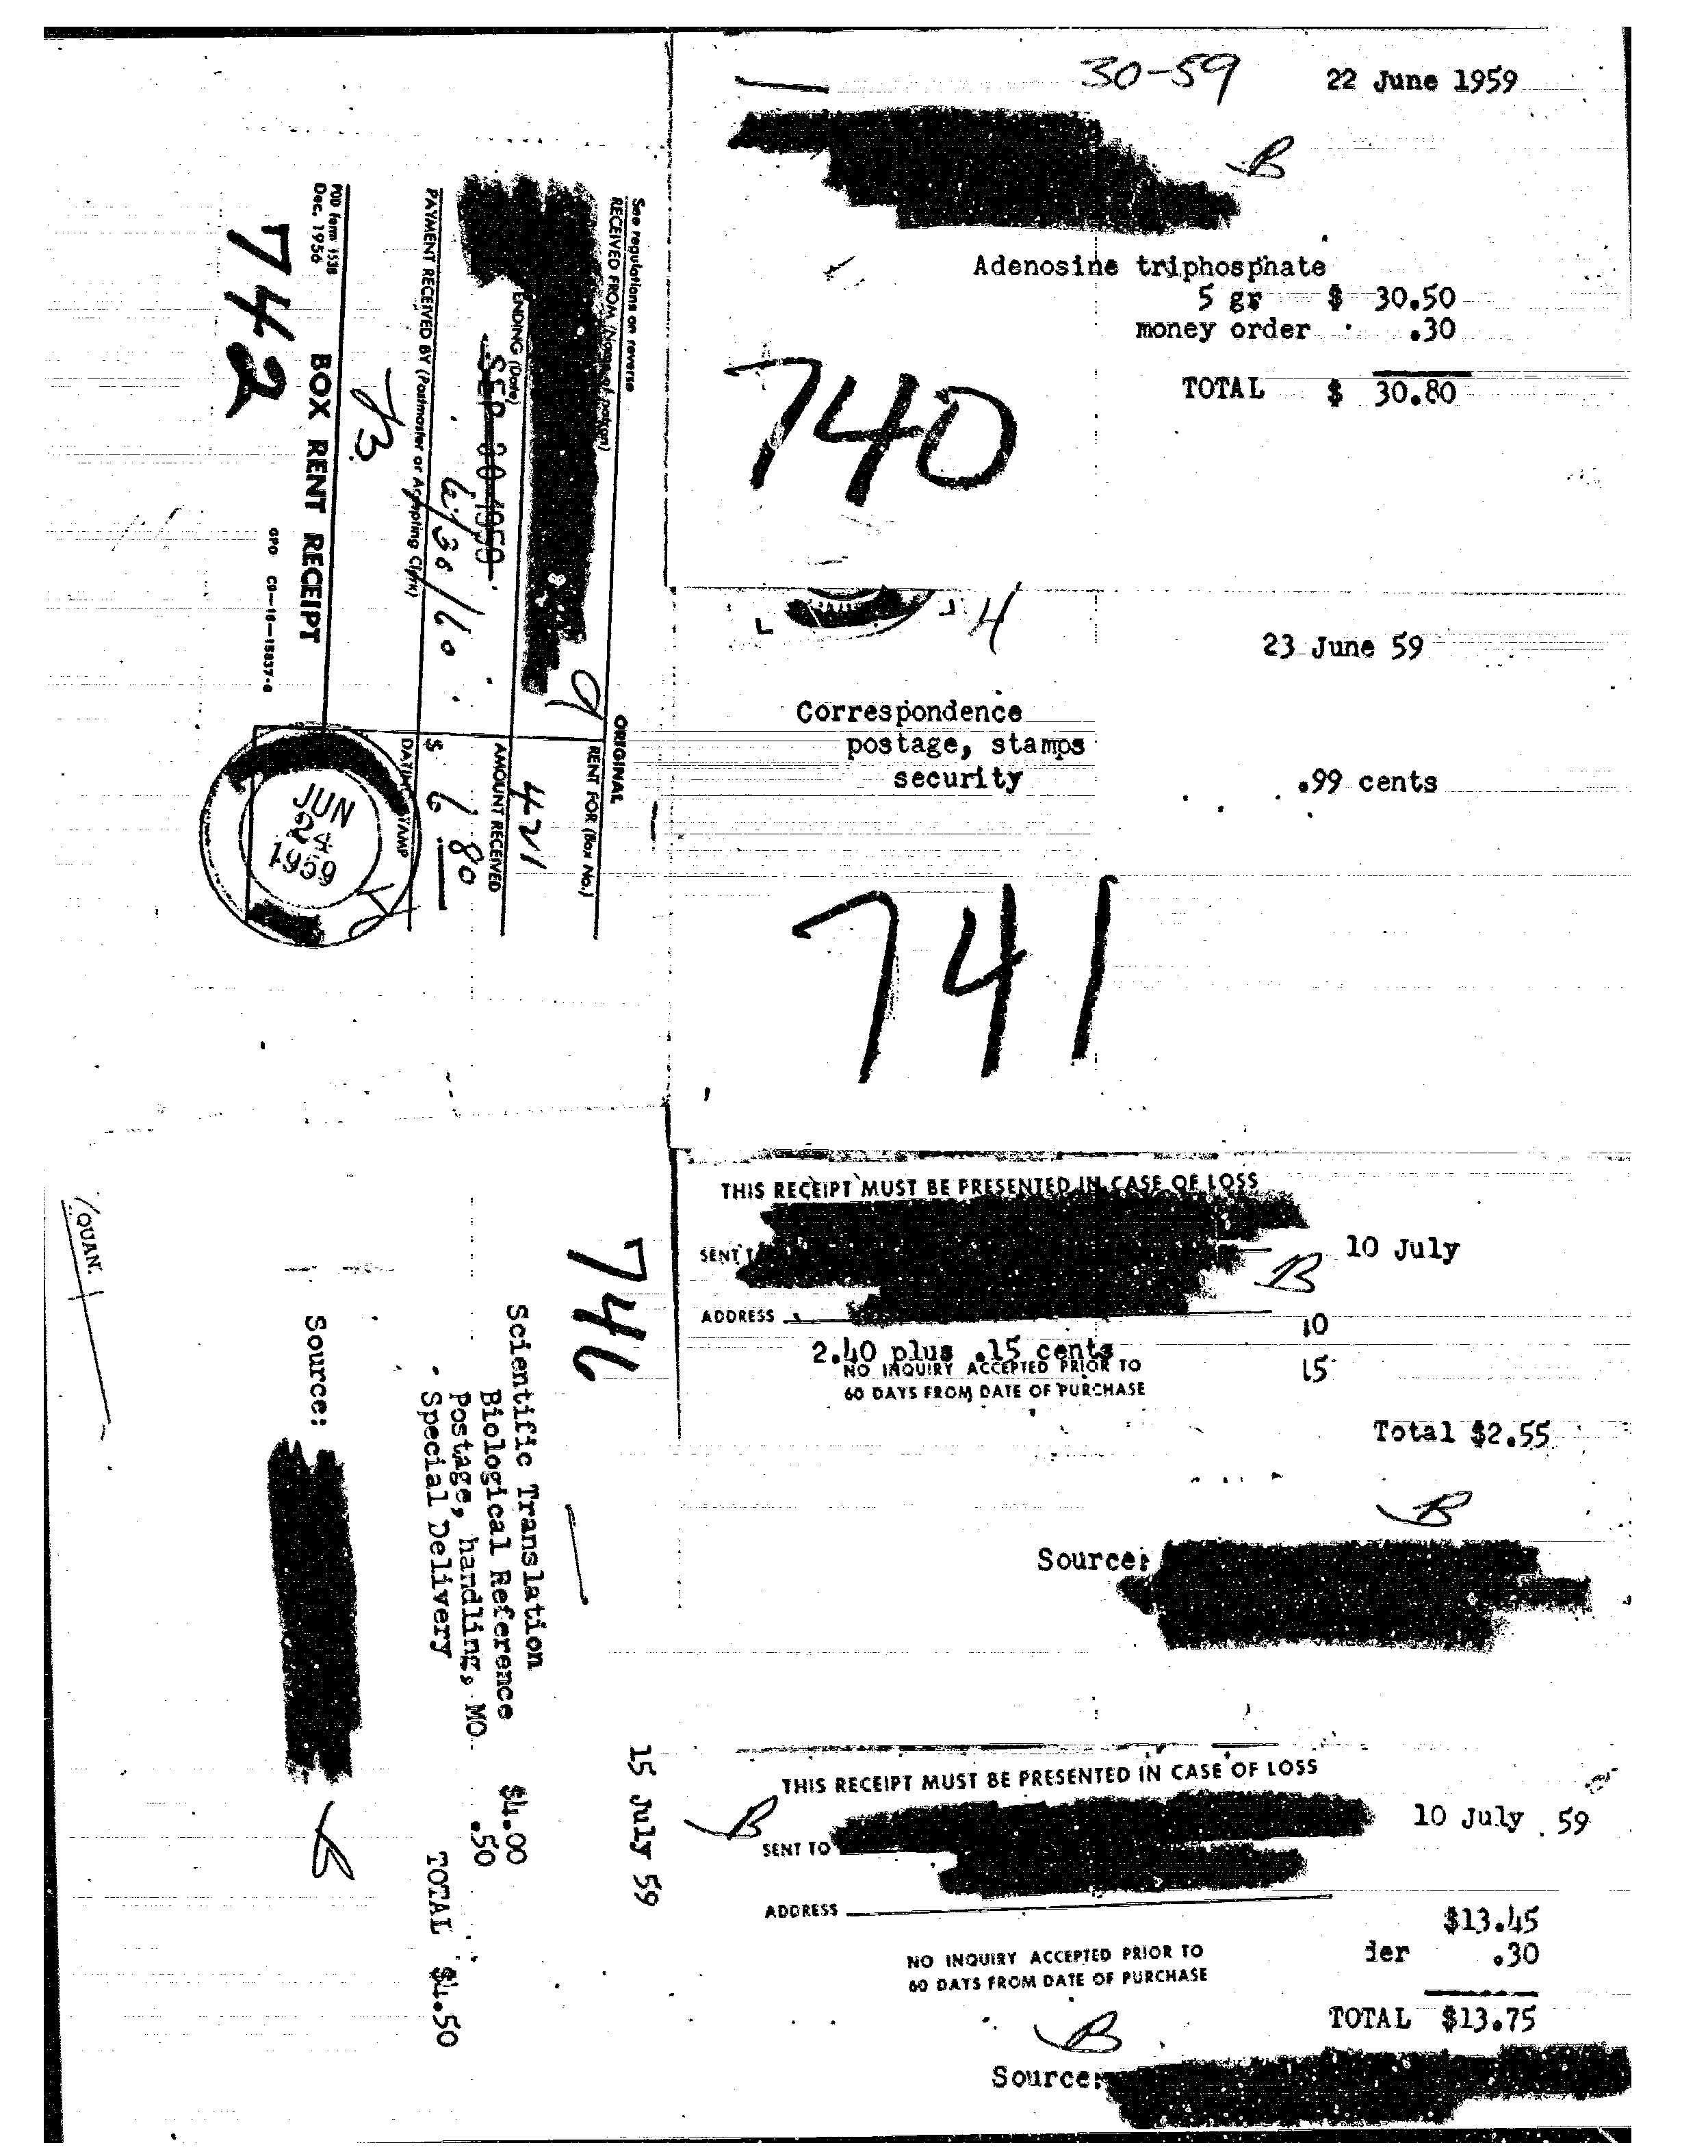 30-59 22 June 1959
B
Adenosine triphosphate
5 gr $ 30.50
money order .30
TOTAL $ 30.80
740
4
23 June 59
Correspondence
postage, stamps
security .99 cents
741
See regulations on reverse ORIGINAL
RECEIVED FROM (Name of patron) RENT FOR (Box No.)
421
ENDING (Date) AMOUNT RECEIVED
SEP 30 1959
6/30/60 $ 6 80
PAYMENT RECEIVED BY (Postmaster or Accepting Clerk) DATING STAMP
B
JUN
24
1959
POD Form 1538
Dec. 1956
BOX RENT RECEIPT
GPO C9—16—15837-6
742
THIS RECEIPT MUST BE PRESENTED IN CASE OF LOSS
SENT T
10 July
B
ADDRESS
10
2.40 plus .15 cents
15
NO INQUIRY ACCEPTED PRIOR TO
60 DAYS FROM DATE OF PURCHASE
Total $2.55
B
Source:
746
15 July 59
Scientific Translation
Biological Reference $4.00
Postage, handling, MO .50
Special Delivery
TOTAL $4.50
Source:
B
QUAN.
THIS RECEIPT MUST BE PRESENTED IN CASE OF LOSS
B
SENT TO
10 July 59
ADDRESS
$13.45
NO INQUIRY ACCEPTED PRIOR TO
der .30
60 DAYS FROM DATE OF PURCHASE
TOTAL $13.75
B
Source: